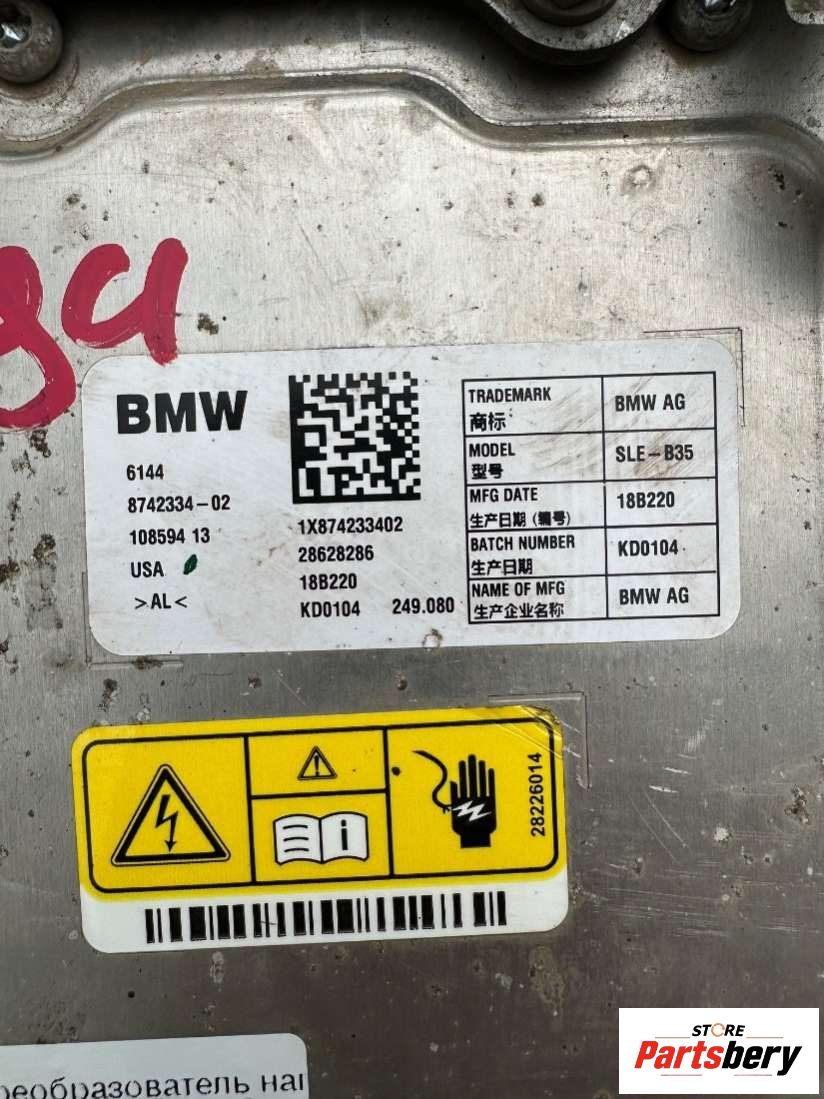 BMW
6144
8742334-02
108594 13
USA
>AL<
1X874233402
28628286
18B220
KD0104 249.080
TRADEMARK
商标
BMW AG
MODEL
型号
SLE-B35
MFG DATE
生产日期 (编号)
18B220
BATCH NUMBER
生产日期
KD0104
NAME OF MFG
生产企业名称
BMW AG
28226014
реобразователь нап
STORE
Partsbery